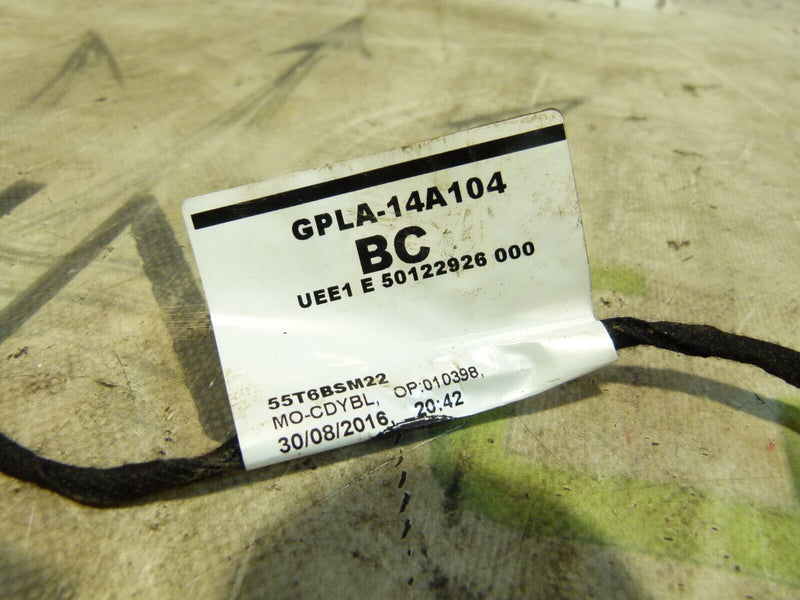 GPLA-14A104
BC
UEE1 E 50122926 000
55T6BSM22
MO-CDYBL, OP:010398,
30/08/2016, 20:42